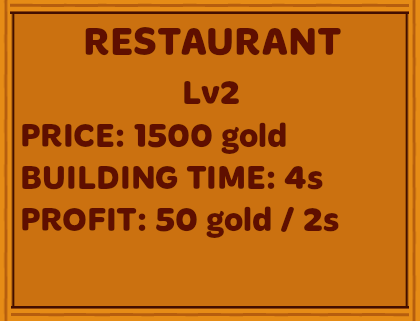 RESTAURANT
Lv2
PRICE: 1500 gold
BUILDING TIME: 4s
PROFIT: 50 gold / 2s